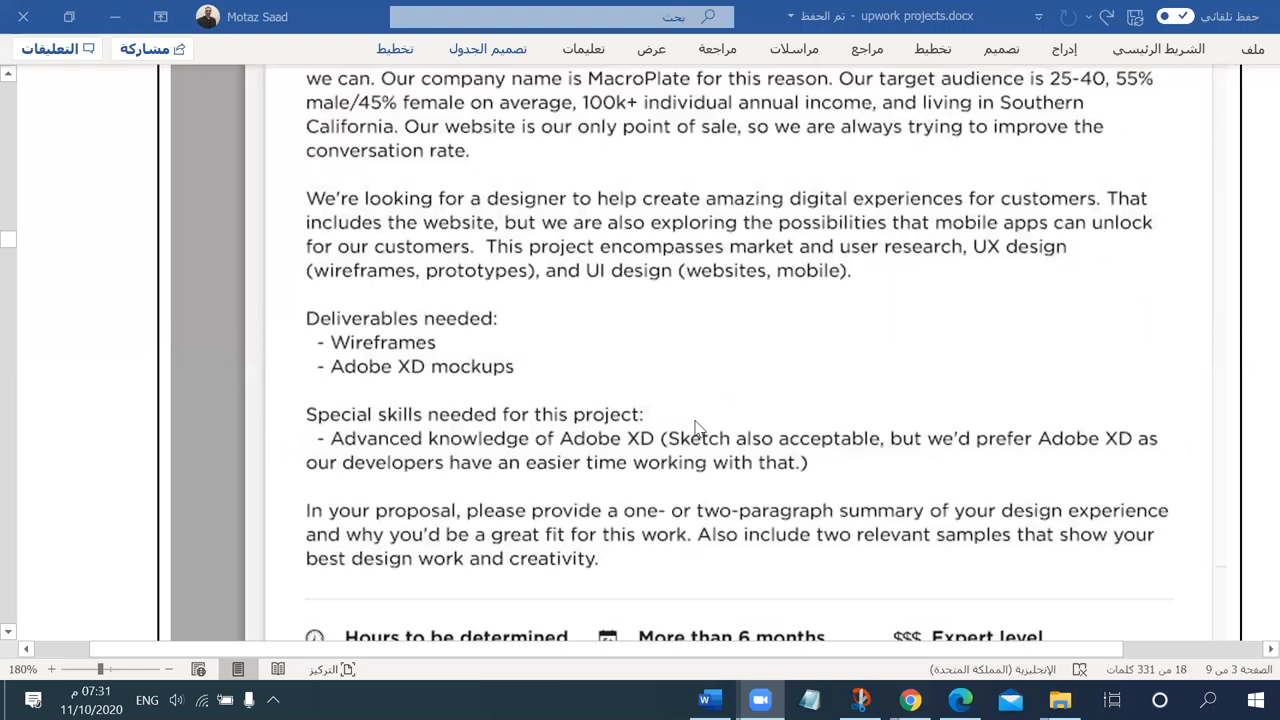 حفظ تلقائي
upwork projects.docx - تم الحفظ
بحث
Motaz Saad
ملف
الشريط الرئيسي
إدراج
تصميم
تخطيط
مراجع
مراسلات
مراجعة
عرض
تعليمات
تصميم الجدول
تخطيط
مشاركة
التعليقات
we can. Our company name is MacroPlate for this reason. Our target audience is 25-40, 55%
male/45% female on average, 100k+ individual annual income, and living in Southern
California. Our website is our only point of sale, so we are always trying to improve the
conversation rate.
We're looking for a designer to help create amazing digital experiences for customers. That
includes the website, but we are also exploring the possibilities that mobile apps can unlock
for our customers. This project encompasses market and user research, UX design
(wireframes, prototypes), and UI design (websites, mobile).
Deliverables needed:
- Wireframes
- Adobe XD mockups
Special skills needed for this project:
- Advanced knowledge of Adobe XD (Sketch also acceptable, but we'd prefer Adobe XD as
our developers have an easier time working with that.)
In your proposal, please provide a one- or two-paragraph summary of your design experience
and why you'd be a great fit for this work. Also include two relevant samples that show your
best design work and creativity.
Hours to be determined
More than 6 months
$$$ Expert level
الصفحة 3 من 9
18 من 331 كلمات
الإنجليزية (المملكة المتحدة)
التركيز
180%
07:31 م
11/10/2020
ENG